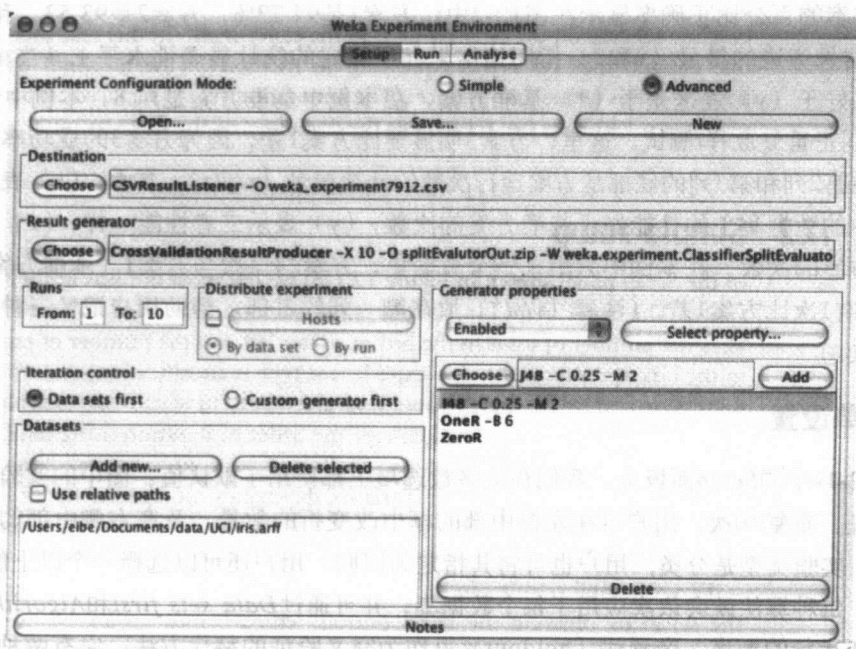 Weka Experiment Environment
Setup Run Analyse
Experiment Configuration Mode: Simple Advanced
Open... Save... New
Destination
Choose CSVResultListener -O weka_experiment7912.csv
Result generator
Choose CrossValidationResultProducer -X 10 -O splitEvalutorOut.zip -W weka.experiment.ClassifierSplitEvaluato
Runs
From: 1 To: 10
Distribute experiment
Hosts
By data set By run
Generator properties
Enabled Select property...
Iteration control
Data sets first Custom generator first
Choose J48 -C 0.25 -M 2 Add
J48 -C 0.25 -M 2
OneR -B 6
ZeroR
Datasets
Add new... Delete selected
Use relative paths
/Users/eibe/Documents/data/UCI/iris.arff
Delete
Notes